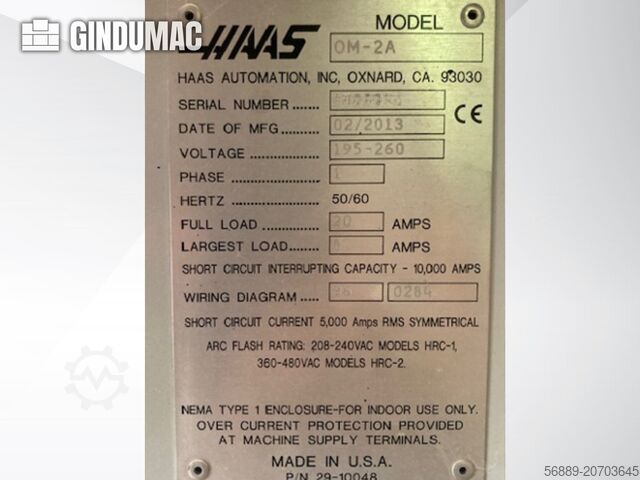 GINDUMAC
HAAS
MODEL
OM-2A
HAAS AUTOMATION, INC, OXNARD, CA. 93030
SERIAL NUMBER ......
DATE OF MFG.......... 02/2013
VOLTAGE .................. 195-260
CE
PHASE ....................... 1
HERTZ ....................... 50/60
FULL LOAD .............. 20 AMPS
LARGEST LOAD........ AMPS
SHORT CIRCUIT INTERRUPTING CAPACITY - 10,000 AMPS
WIRING DIAGRAM ..... 96 0284
SHORT CIRCUIT CURRENT 5,000 Amps RMS SYMMETRICAL
ARC FLASH RATING: 208-240VAC MODELS HRC-1,
360-480VAC MODELS HRC-2.
NEMA TYPE 1 ENCLOSURE-FOR INDOOR USE ONLY.
OVER CURRENT PROTECTION PROVIDED
AT MACHINE SUPPLY TERMINALS.
MADE IN U.S.A.
P/N 29-10048
56889-20703645